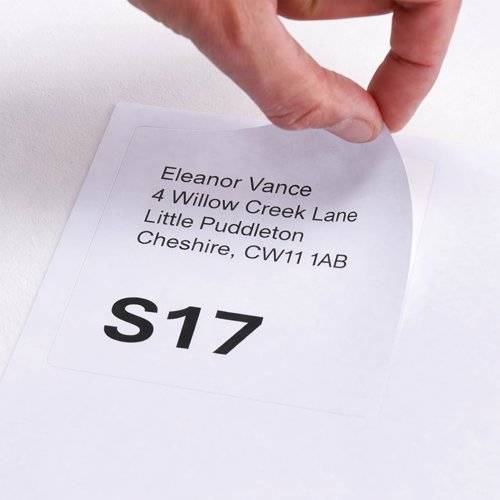 Eleanor Vance
4 Willow Creek Lane
Little Puddleton
Cheshire, CW11 1AB
S17